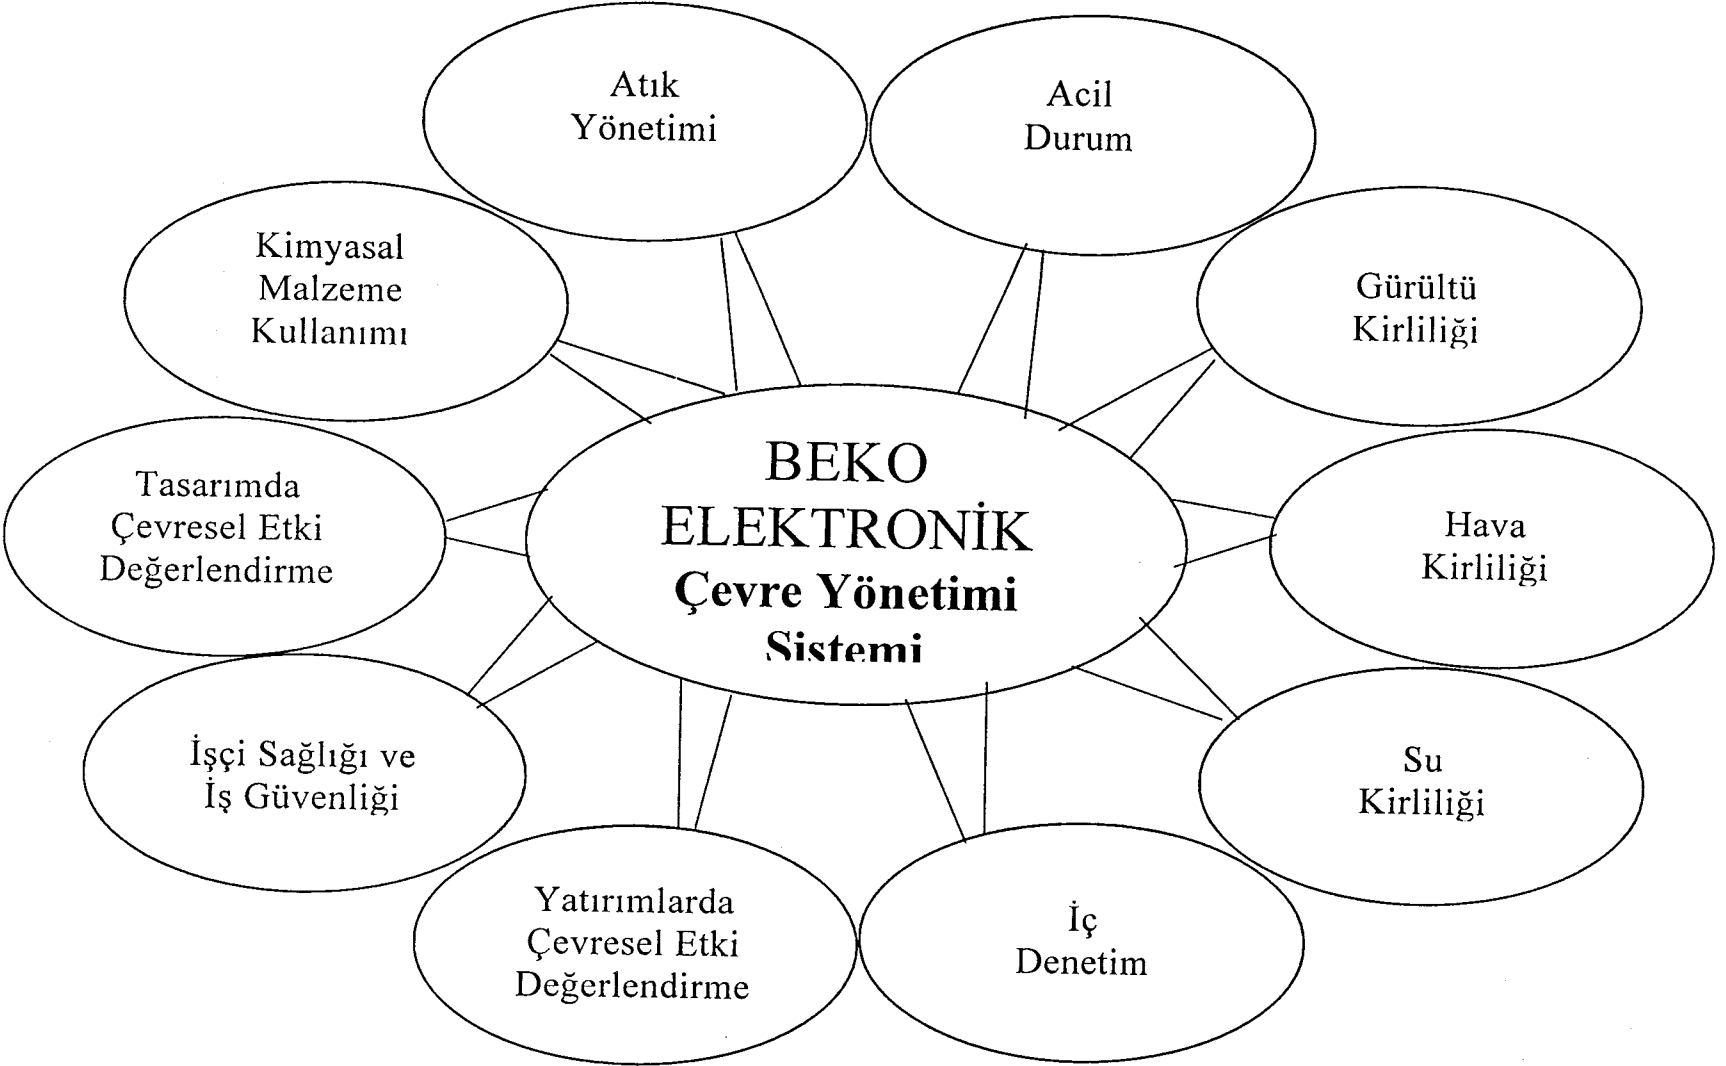 Atık
Yönetimi
Acil
Durum
Kimyasal
Malzeme
Kullanımı
Gürültü
Kirliliği
BEKO
ELEKTRONİK
Çevre Yönetimi
Sistemi
Tasarımda
Çevresel Etki
Değerlendirme
Hava
Kirliliği
İşçi Sağlığı ve
İş Güvenliği
Su
Kirliliği
Yatırımlarda
Çevresel Etki
Değerlendirme
İç
Denetim